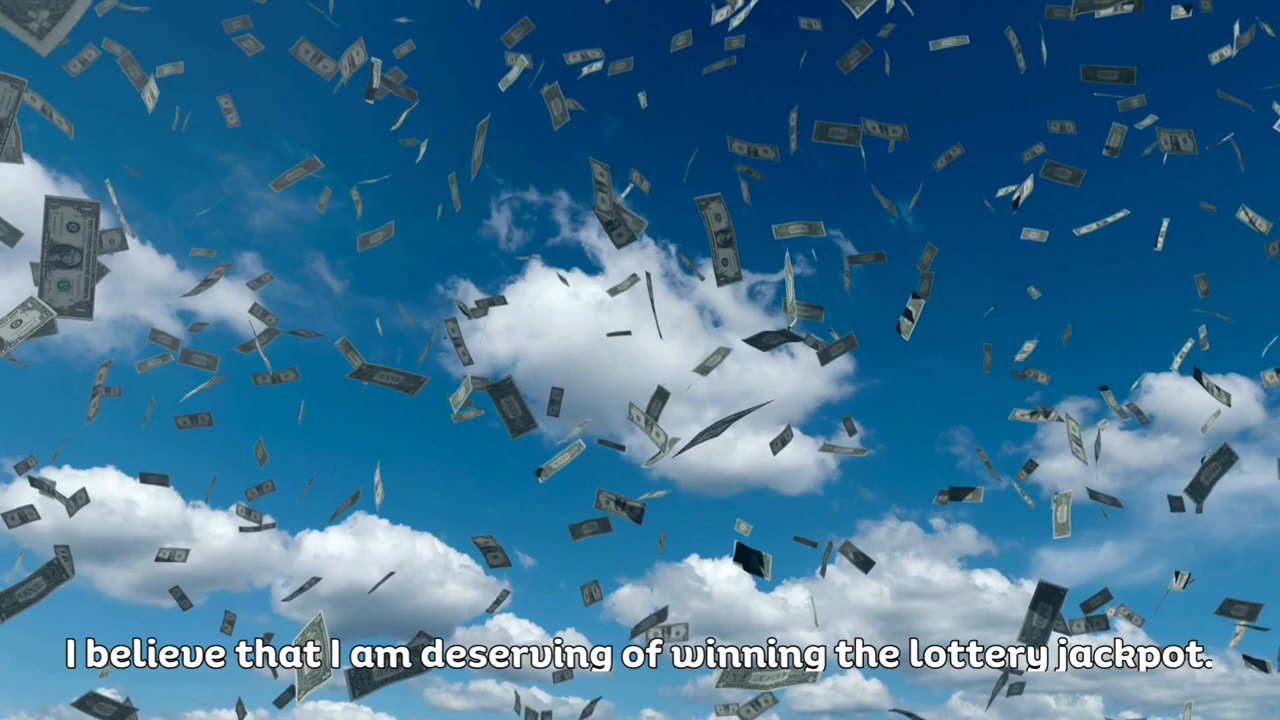 I believe that I am deserving of winning the lottery jackpot.